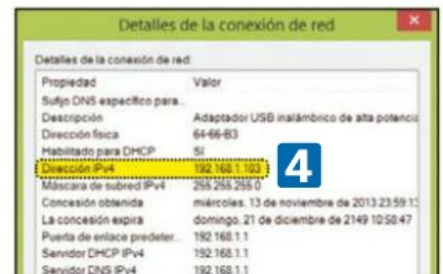 Detalles de la conexión de red
Detalles de la conexión de red:
Propiedad Valor
Sufijo DNS específico para...
Descripción Adaptador USB inalámbrico de alta potencia
Dirección física 64-66-B3
Habilitado para DHCP Sí
Dirección IPv4 192.168.1.103
4
Máscara de subred IPv4 255.255.255.0
Concesión obtenida miércoles, 13 de noviembre de 2013 23:59:1
La concesión expira domingo, 21 de diciembre de 2149 10:58:47
Puerta de enlace predeter... 192.168.1.1
Servidor DHCP IPv4 192.168.1.1
Servidor DNS IPv4 192.168.1.1